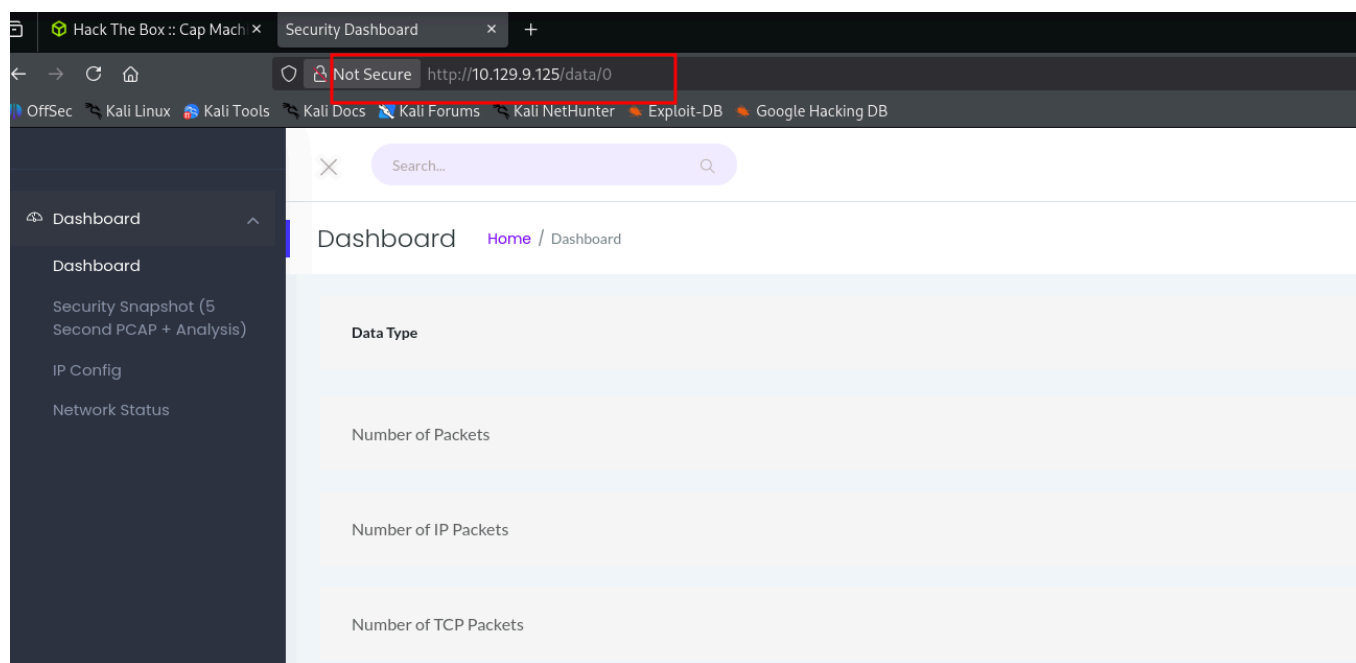 Hack The Box :: Cap Machi
Security Dashboard
Not Secure http://10.129.9.125/data/0
OffSec Kali Linux Kali Tools Kali Docs Kali Forums Kali NetHunter Exploit-DB Google Hacking DB
Search...
Dashboard
Dashboard Home / Dashboard
Dashboard
Security Snapshot (5
Second PCAP + Analysis)
IP Config
Network Status
Data Type
Number of Packets
Number of IP Packets
Number of TCP Packets